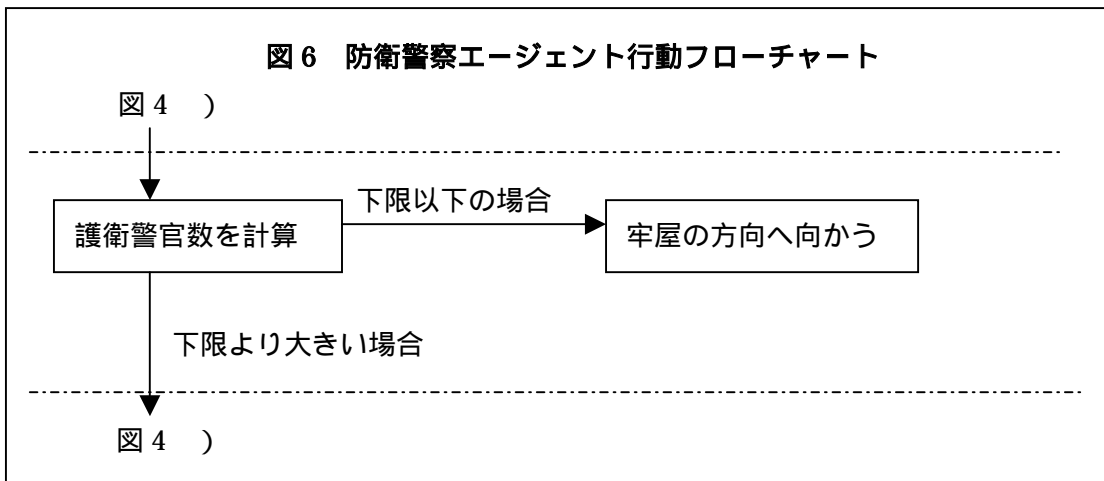 図６　防衛警察エージェント行動フローチャート
図４　）
下限以下の場合
護衛警官数を計算
牢屋の方向へ向かう
下限より大きい場合
図４　）